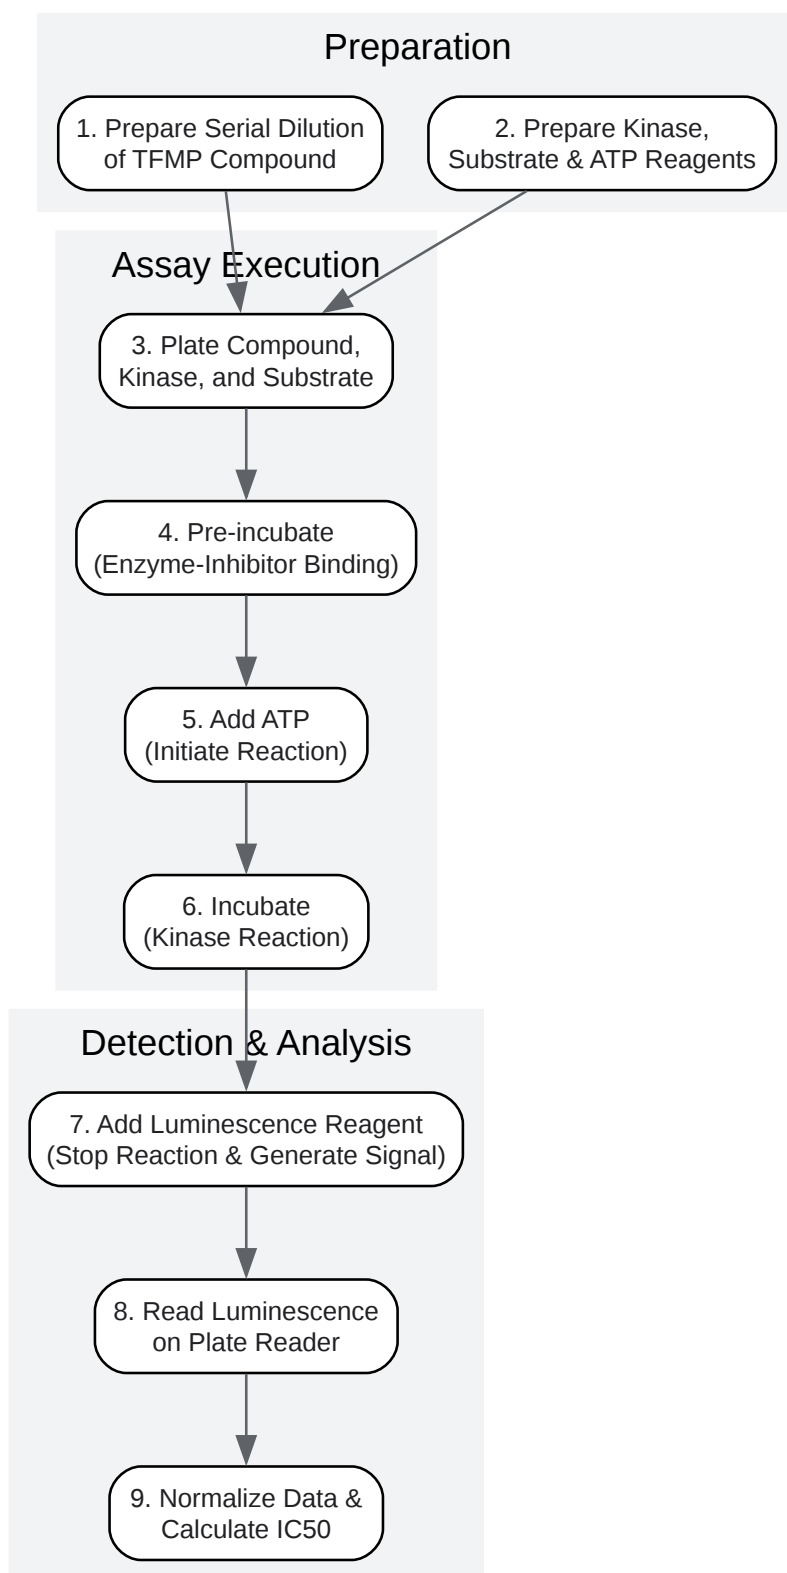 Preparation
1. Prepare Serial Dilution
of TFMP Compound
2. Prepare Kinase,
Substrate & ATP Reagents
Assay Execution
3. Plate Compound,
Kinase, and Substrate
4. Pre-incubate
(Enzyme-Inhibitor Binding)
5. Add ATP
(Initiate Reaction)
6. Incubate
(Kinase Reaction)
Detection & Analysis
7. Add Luminescence Reagent
(Stop Reaction & Generate Signal)
8. Read Luminescence
on Plate Reader
9. Normalize Data &
Calculate IC50